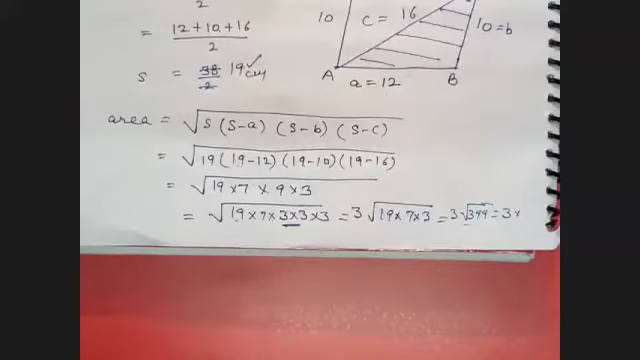 2
= 12+10+16
2
S = 38/2 19 cm
10 C = 16 10=b
A a=12 B
area = √S(S-a) (S-b) (S-c)
= √19(19-12)(19-10)(19-16)
= √19×7×9×3
= √19×7×3×3×3 = 3√19×7×3 = 3√399 = 3×